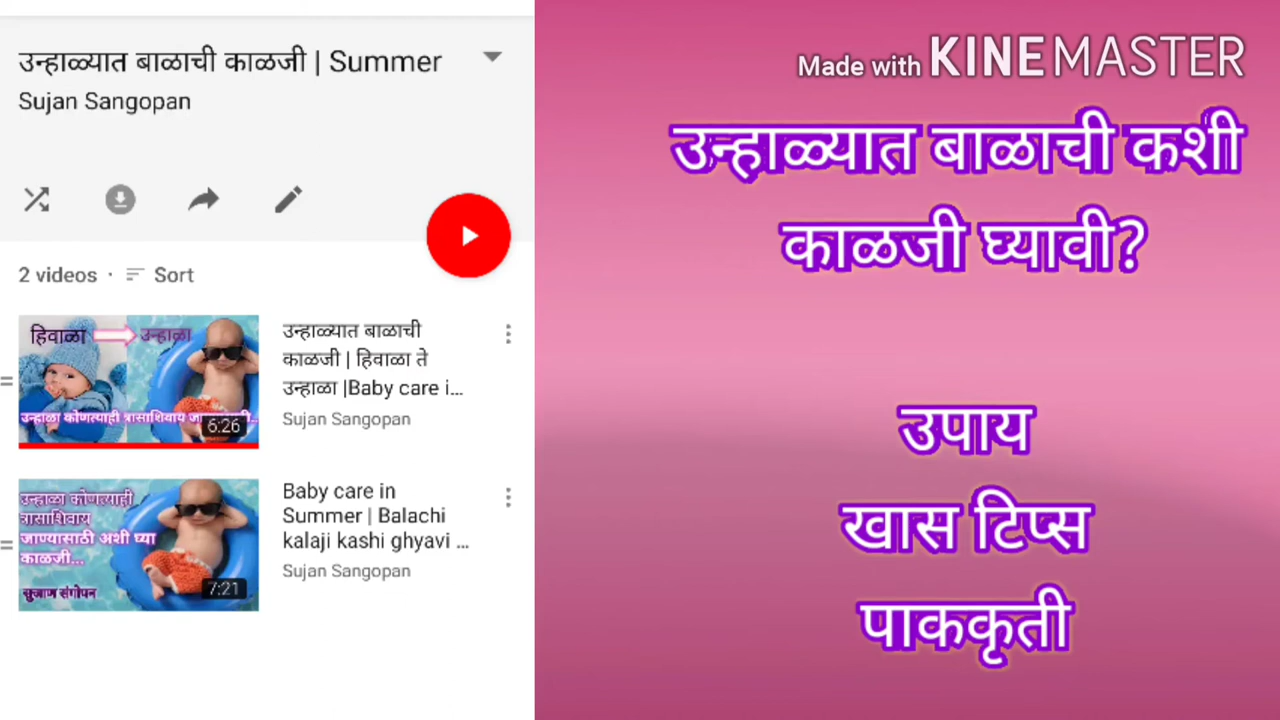 उन्हाळ्यात बाळाची काळजी | Summer
Sujan Sangopan
2 videos · Sort
हिवाळा उन्हाळा
उन्हाळा कोणत्याही त्रासाशिवाय
6:26
उन्हाळ्यात बाळाची
काळजी | हिवाळा ते
उन्हाळा |Baby care i...
Sujan Sangopan
उन्हाळा कोणत्याही
त्रासाशिवाय
जाण्यासाठी अशी घ्या
काळजी...
सुजाण संगोपन
7:21
Baby care in
Summer | Balachi
kalaji kashi ghyavi ...
Sujan Sangopan
Made with KINEMASTER
उन्हाळ्यात बाळाची कशी
काळजी घ्यावी?
उपाय
खास टिप्स
पाककृती